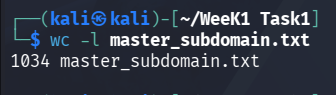 ┌──(kali㉿kali)-[~/WeeK1 Task1]
└─$ wc -l master_subdomain.txt
1034 master_subdomain.txt